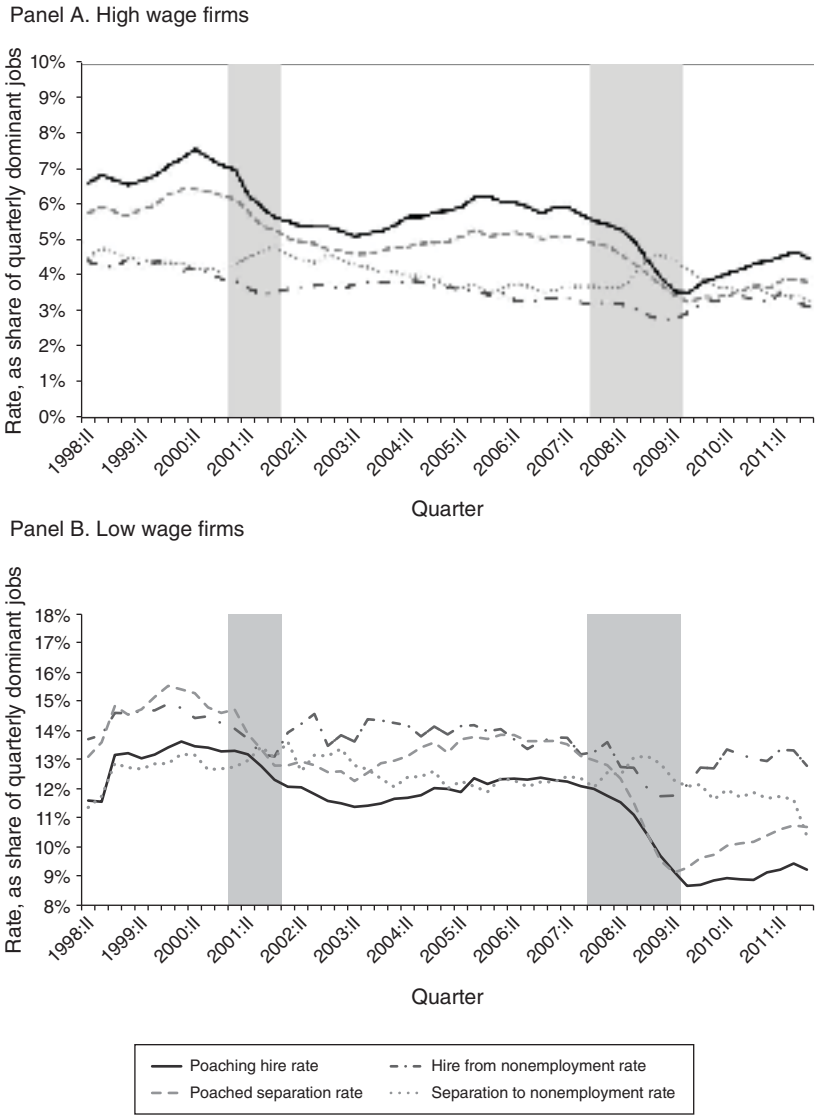 Panel A. High wage firms
Rate, as share of quarterly dominant jobs
10%
9%
8%
7%
6%
5%
4%
3%
2%
1%
0%
1998:II
1999:II
2000:II
2001:II
2002:II
2003:II
2004:II
2005:II
2006:II
2007:II
2008:II
2009:II
2010:II
2011:II
Quarter
Panel B. Low wage firms
Rate, as share of quarterly dominant jobs
18%
17%
16%
15%
14%
13%
12%
11%
10%
9%
8%
1998:II
1999:II
2000:II
2001:II
2002:II
2003:II
2004:II
2005:II
2006:II
2007:II
2008:II
2009:II
2010:II
2011:II
Quarter
Poaching hire rate
Hire from nonemployment rate
Poached separation rate
Separation to nonemployment rate